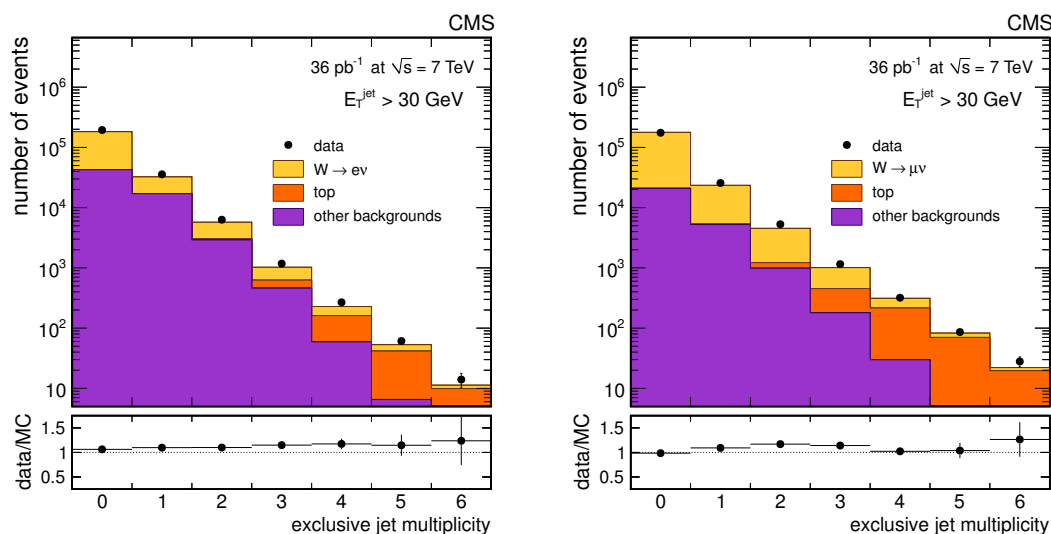 CMS
number of events
10⁶
10⁵
10⁴
10³
10²
10
36 pb⁻¹ at √s = 7 TeV
E_T^jet > 30 GeV
data
W → eν
top
other backgrounds
data/MC
1.5
1
0.5
0 1 2 3 4 5 6
exclusive jet multiplicity
CMS
number of events
10⁶
10⁵
10⁴
10³
10²
10
36 pb⁻¹ at √s = 7 TeV
E_T^jet > 30 GeV
data
W → μν
top
other backgrounds
data/MC
1.5
1
0.5
0 1 2 3 4 5 6
exclusive jet multiplicity